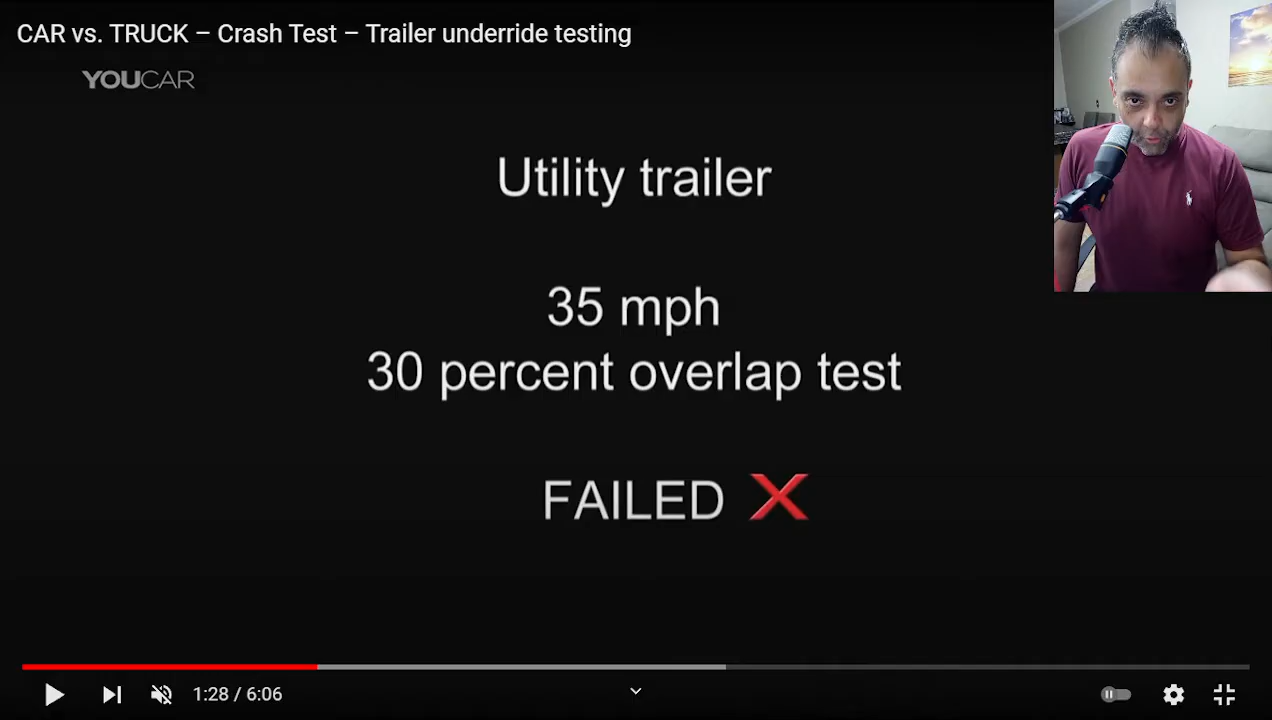 CAR vs. TRUCK – Crash Test – Trailer underride testing
YOUCAR
Utility trailer
35 mph
30 percent overlap test
FAILED ❌
1:28 / 6:06